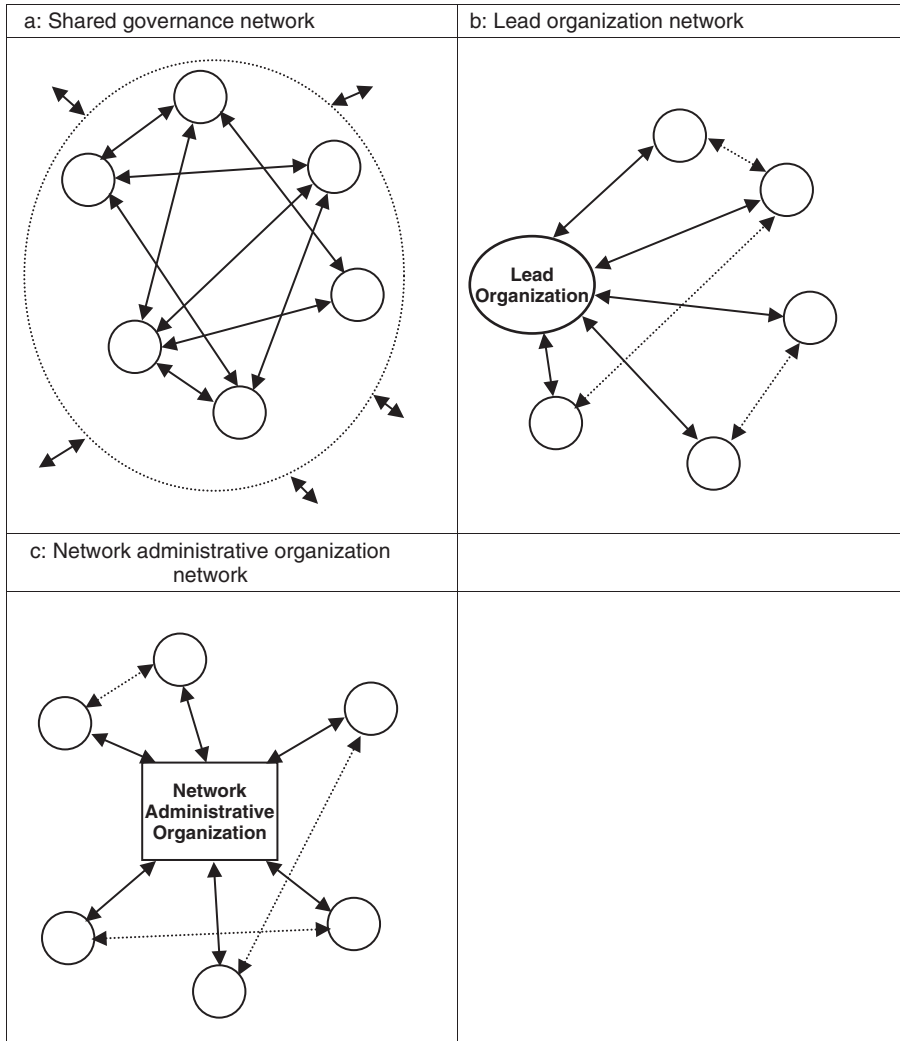 a: Shared governance network
b: Lead organization network
Lead
Organization
c: Network administrative organization
network
Network
Administrative
Organization